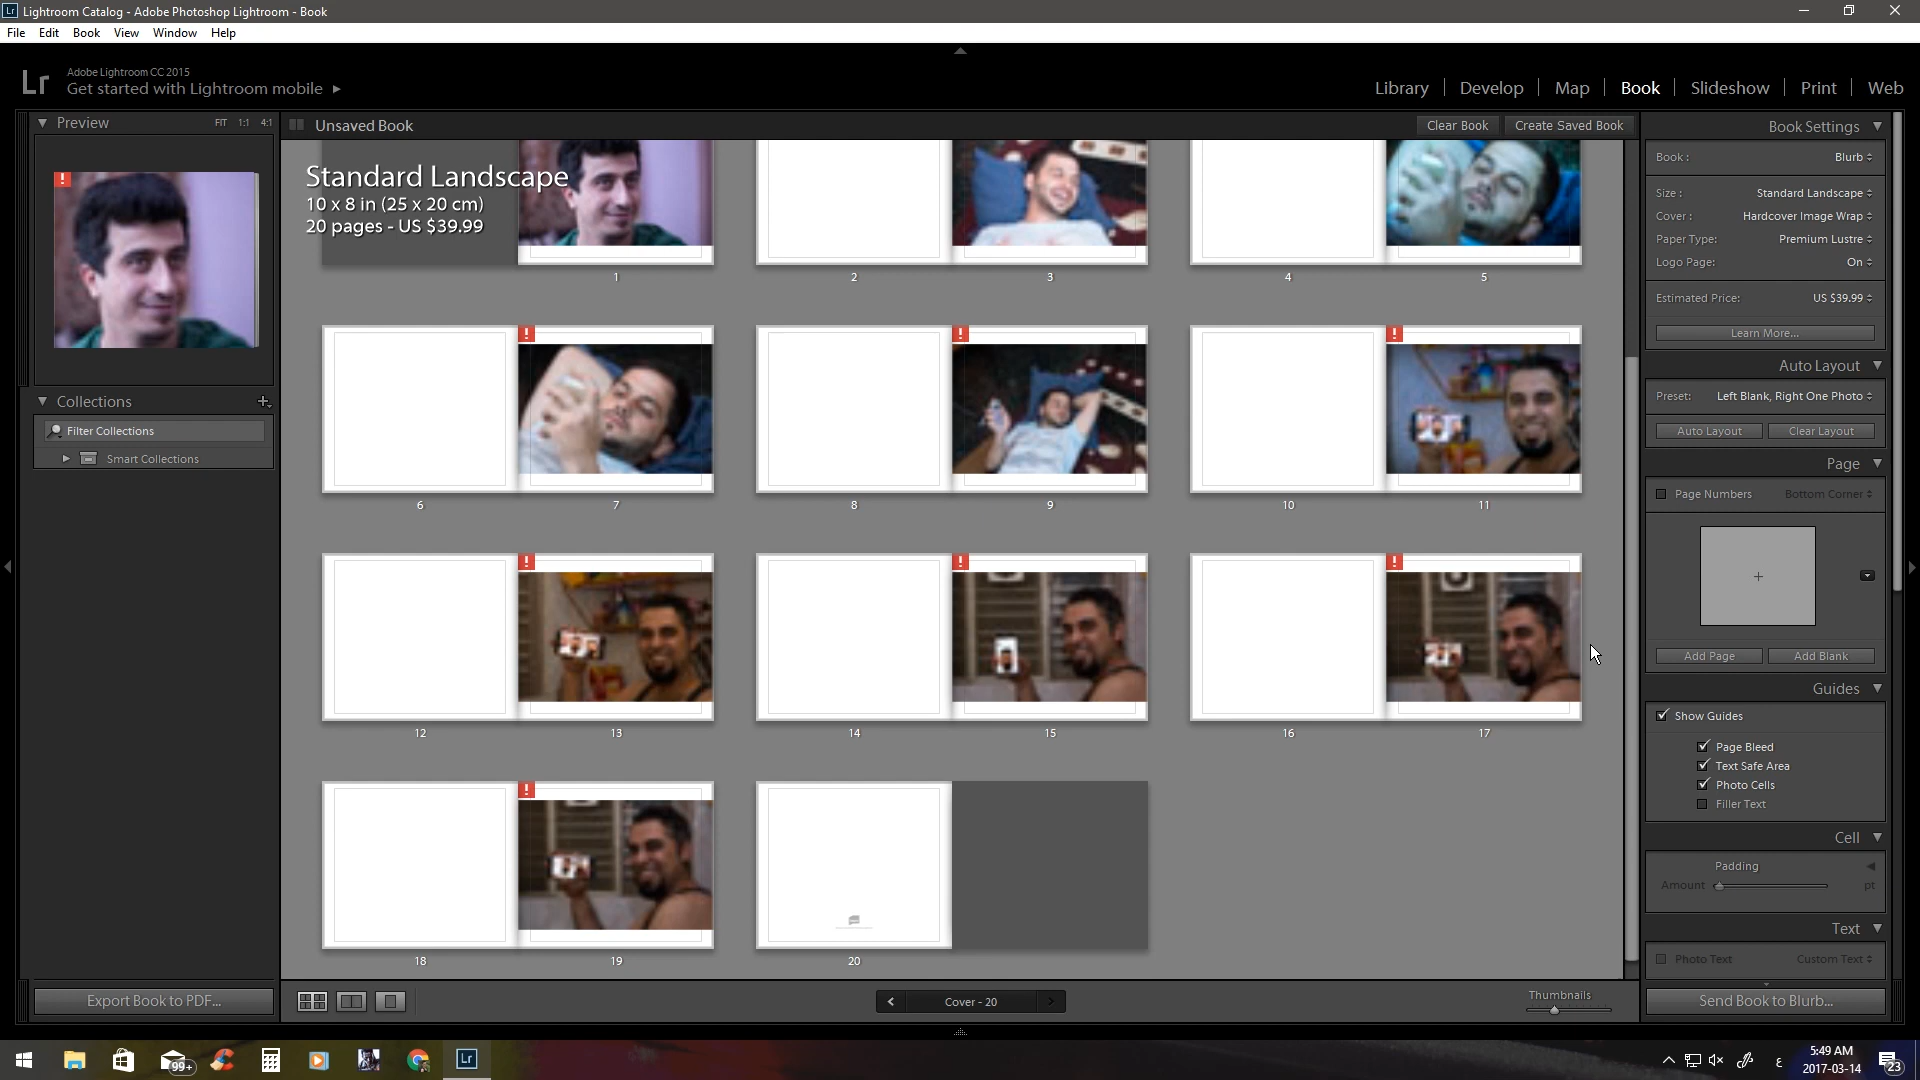 Lr Lightroom Catalog - Adobe Photoshop Lightroom - Book
File Edit Book View Window Help
Lr Adobe Lightroom CC 2015
Get started with Lightroom mobile
Library Develop Map Book Slideshow Print Web
Preview FIT 1:1 4:1
Collections
Filter Collections
Smart Collections
Export Book to PDF...
Unsaved Book Clear Book Create Saved Book
Standard Landscape
10 x 8 in (25 x 20 cm)
20 pages - US $39.99
1 2 3 4 5
6 7 8 9 10 11
12 13 14 15 16 17
18 19 20
Cover - 20
Thumbnails
Book Settings
Book : Blurb
Size : Standard Landscape
Cover : Hardcover Image Wrap
Paper Type: Premium Lustre
Logo Page: On
Estimated Price: US $39.99
Learn More...
Auto Layout
Preset: Left Blank, Right One Photo
Auto Layout Clear Layout
Page
Page Numbers Bottom Corner
Add Page Add Blank
Guides
Show Guides
Page Bleed
Text Safe Area
Photo Cells
Filler Text
Cell
Padding
Amount pt
Text
Photo Text Custom Text
Send Book to Blurb...
99+ Lr ع 5:49 AM
2017-03-14 23